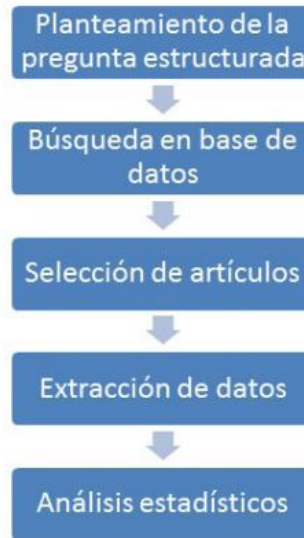 Planteamiento de la
pregunta estructurada
Búsqueda en base de
datos
Selección de artículos
Extracción de datos
Análisis estadísticos